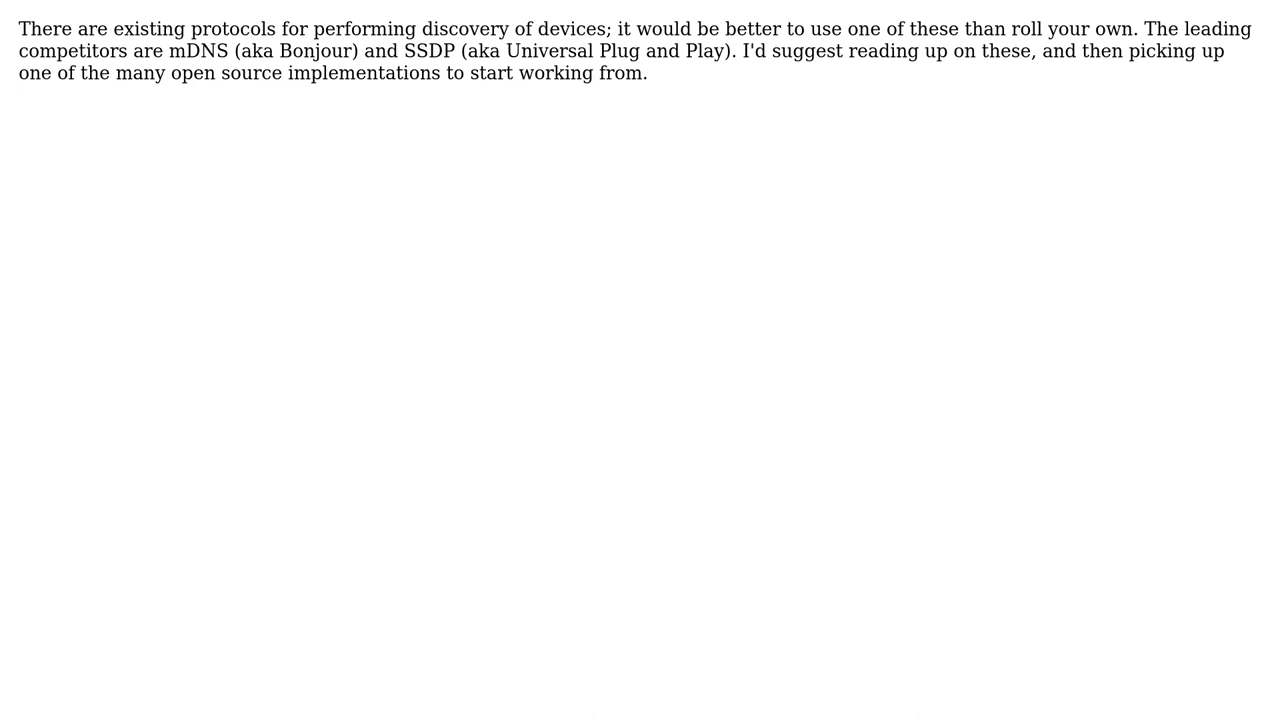 There are existing protocols for performing discovery of devices; it would be better to use one of these than roll your own. The leading
competitors are mDNS (aka Bonjour) and SSDP (aka Universal Plug and Play). I'd suggest reading up on these, and then picking up
one of the many open source implementations to start working from.